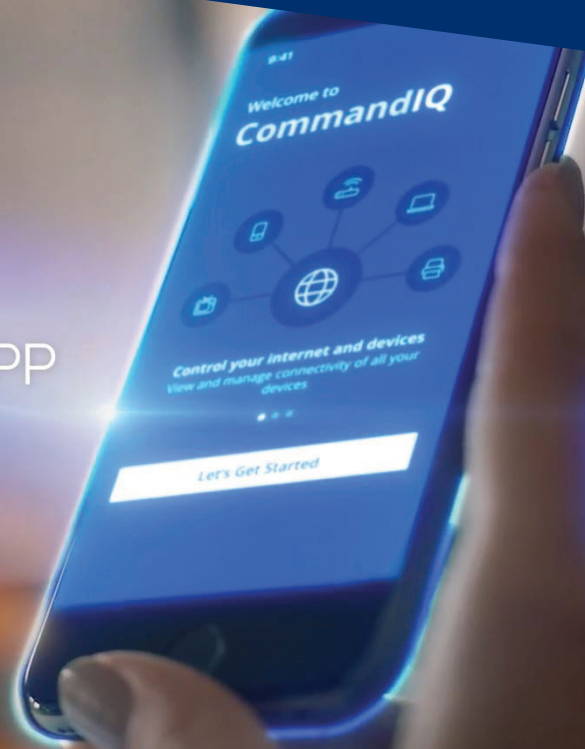 9:41
Welcome to
CommandIQ
PP
Control your internet and devices
View and manage connectivity of all your
devices
Let's Get Started